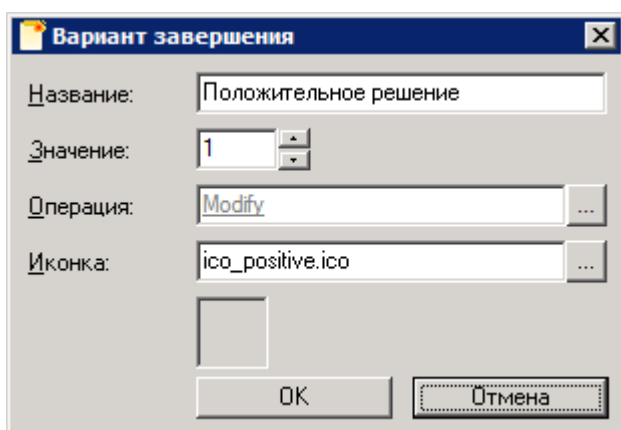 Вариант завершения
Название: Положительное решение
Значение: 1
Операция: Modify ...
Иконка: ico_positive.ico ...
OK Отмена